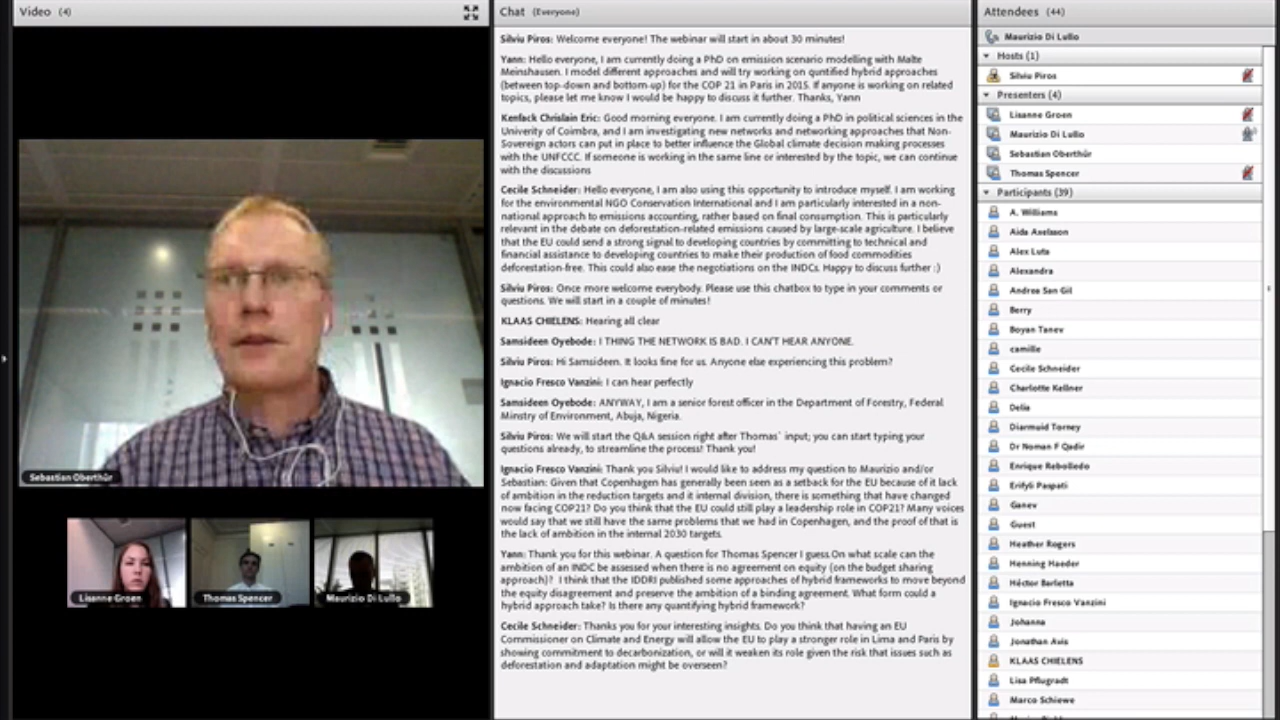 Video (4)
Sebastian Oberthür
Lisanne Groen
Thomas Spencer
Maurizio Di Lullo
Chat (Everyone)
Silviu Piros: Welcome everyone! The webinar will start in about 30 minutes!
Yann: Hello everyone, I am currently doing a PhD on emission scenario modelling with Malte
Meinshausen. I model different approaches and will try working on quntified hybrid approaches
(between top-down and bottom-up) for the COP 21 in Paris in 2015. If anyone is working on related
topics, please let me know I would be happy to discuss it further. Thanks, Yann
Kenfack Chrislain Eric: Good morning everyone. I am currently doing a PhD in political sciences in the
Univerity of Coimbra, and I am investigating new networks and networking approaches that Non-
Sovereign actors can put in place to better influence the Global climate decision making processes
with the UNFCCC. If someone is working in the same line or interested by the topic, we can continue
with the discussions
Cecile Schneider: Hello everyone, I am also using this opportunity to introduce myself. I am working
for the environmental NGO Conservation International and I am particularly interested in a non-
national approach to emissions accounting, rather based on final consumption. This is particularly
relevant in the debate on deforestation-related emissions caused by large-scale agriculture. I believe
that the EU could send a strong signal to developing countries by committing to technical and
financial assistance to developing countries to make their production of food commodities
deforestation-free. This could also ease the negotiations on the INDCs. Happy to discuss further :)
Silviu Piros: Once more welcome everybody. Please use this chatbox to type in your comments or
questions. We will start in a couple of minutes!
KLAAS CHIELENS: Hearing all clear
Samsideen Oyebode: I THING THE NETWORK IS BAD. I CAN'T HEAR ANYONE.
Silviu Piros: Hi Samsideen. It looks fine for us. Anyone else experiencing this problem?
Ignacio Fresco Vanzini: I can hear perfectly
Samsideen Oyebode: ANYWAY, I am a senior forest officer in the Department of Forestry, Federal
Minstry of Environment, Abuja, Nigeria.
Silviu Piros: We will start the Q&A session right after Thomas` input; you can start typing your
questions already, to streamline the process! Thank you!
Ignacio Fresco Vanzini: Thank you Silviu! I would like to address my question to Maurizio and/or
Sebastian: Given that Copenhagen has generally been seen as a setback for the EU because of it lack
of ambition in the reduction targets and it internal division, there is something that have changed
now facing COP21? Do you think that the EU could still play a leadership role in COP21? Many voices
would say that we still have the same problems that we had in Copenhagen, and the proof of that is
the lack of ambition in the internal 2030 targets.
Yann: Thank you for this webinar. A question for Thomas Spencer I guess.On what scale can the
ambition of an INDC be assessed when there is no agreement on equity (on the budget sharing
approach)? I think that the IDDRI published some approaches of hybrid frameworks to move beyond
the equity disagreement and preserve the ambition of a binding agreement. What form could a
hybrid approach take? Is there any quantifying hybrid framework?
Cecile Schneider: Thanks you for your interesting insights. Do you think that having an EU
Commissioner on Climate and Energy will allow the EU to play a stronger role in Lima and Paris by
showing commitment to decarbonization, or will it weaken its role given the risk that issues such as
deforestation and adaptation might be overseen?
Attendees (44)
Maurizio Di Lullo
Hosts (1)
Silviu Piros
Presenters (4)
Lisanne Groen
Maurizio Di Lullo
Sebastian Oberthür
Thomas Spencer
Participants (39)
A. Williams
Aida Axelsson
Alex Luta
Alexandra
Andrea San Gil
Berry
Boyan Tanev
camille
Cecile Schneider
Charlotte Kellner
Delia
Diarmuid Torney
Dr Noman F Qadir
Enrique Rebolledo
Erifyli Paspati
Ganev
Guest
Heather Rogers
Henning Haeder
Héctor Barletta
Ignacio Fresco Vanzini
Johanna
Jonathan Avis
KLAAS CHIELENS
Lisa Pflugradt
Marco Schiewe